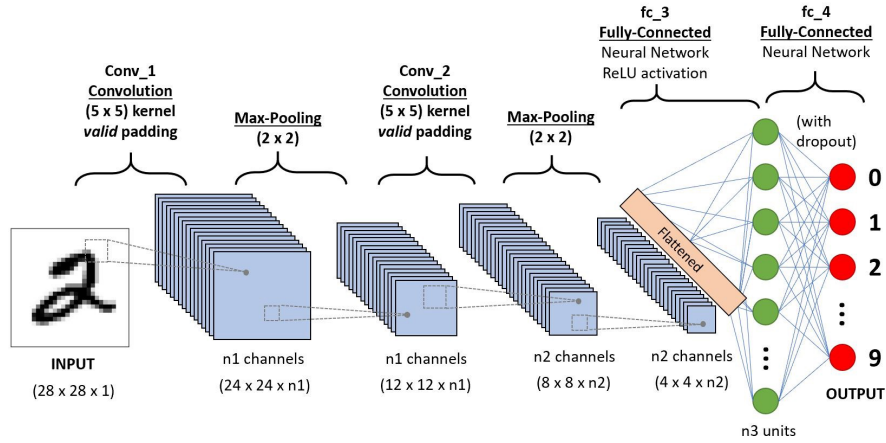 fc_3
Fully-Connected
Neural Network
ReLU activation
fc_4
Fully-Connected
Neural Network
Conv_1
Convolution
(5 x 5) kernel
valid padding
Max-Pooling
(2 x 2)
Conv_2
Convolution
(5 x 5) kernel
valid padding
Max-Pooling
(2 x 2)
(with
dropout)
0
1
2
9
Flattened
INPUT
(28 x 28 x 1)
n1 channels
(24 x 24 x n1)
n1 channels
(12 x 12 x n1)
n2 channels
(8 x 8 x n2)
n2 channels
(4 x 4 x n2)
OUTPUT
n3 units
2